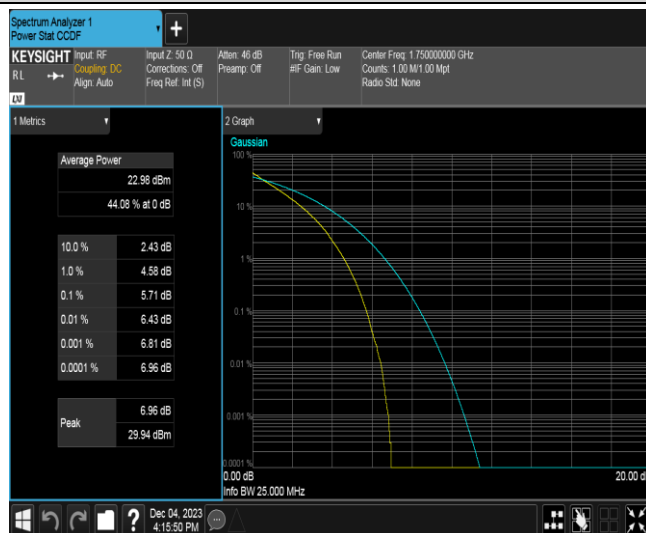 Spectrum Analyzer 1
Power Stat CCDF
+
KEYSIGHT
RL
LXI
Input: RF
Coupling: DC
Align: Auto
Input Z: 50 Ω
Corrections: Off
Freq Ref: Int (S)
Atten: 46 dB
Preamp: Off
Trig: Free Run
#IF Gain: Low
Center Freq: 1.750000000 GHz
Counts: 1.00 M/1.00 Mpt
Radio Std: None
1 Metrics
Average Power
22.98 dBm
44.08 % at 0 dB
10.0 % 2.43 dB
1.0 % 4.58 dB
0.1 % 5.71 dB
0.01 % 6.43 dB
0.001 % 6.81 dB
0.0001 % 6.96 dB
Peak
6.96 dB
29.94 dBm
2 Graph
Gaussian
100 %
10 %
1 %
0.1 %
0.01 %
0.001 %
0.0001 %
0.00 dB
20.00 d
Info BW 25.000 MHz
?
Dec 04, 2023
4:15:50 PM